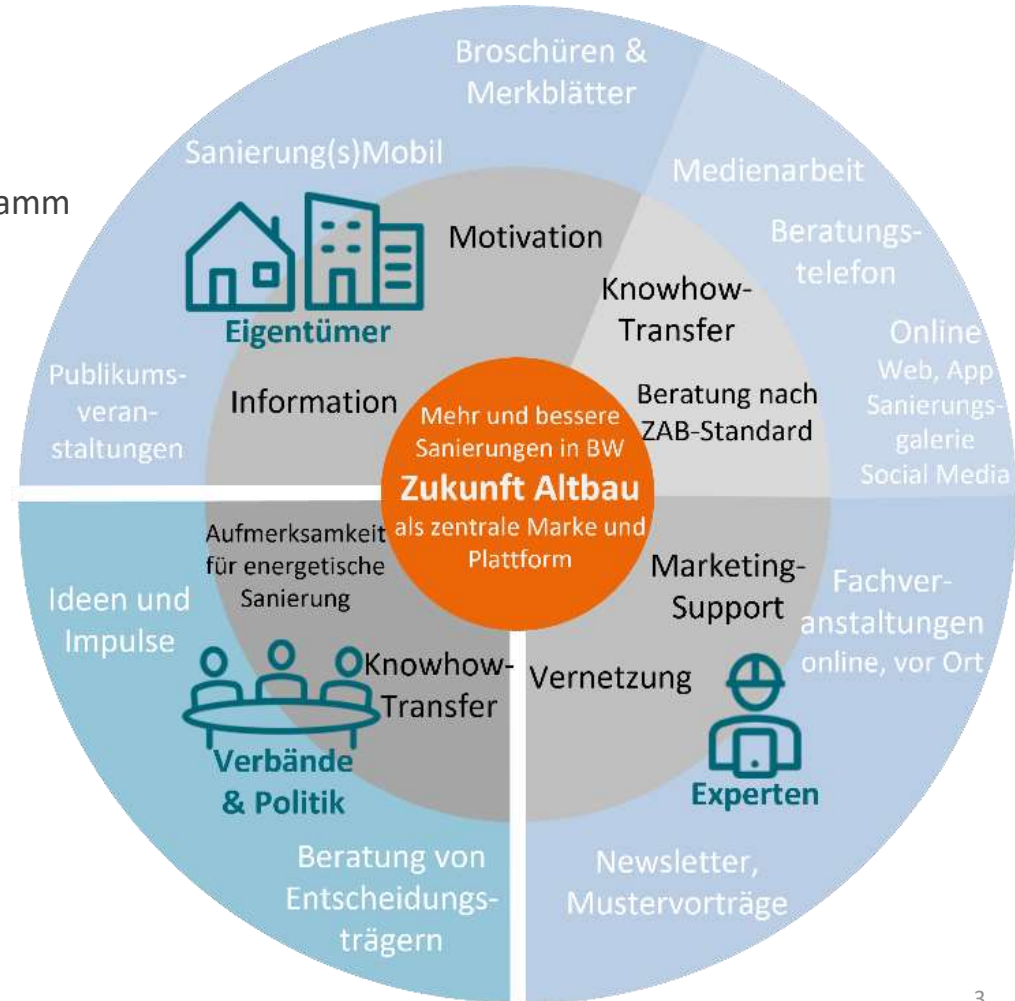 Broschüren &
Merkblätter
Sanierung(s)Mobil
amm
Medienarbeit
Motivation
Beratungs-
telefon
Knowhow-
Transfer
Eigentümer
Online
Web, App
Sanierungs-
galerie
Social Media
Publikums-
veran-
staltungen
Information
Beratung nach
ZAB-Standard
Mehr und bessere
Sanierungen in BW
Zukunft Altbau
als zentrale Marke und
Plattform
Aufmerksamkeit
für energetische
Sanierung
Marketing-
Support
Fachver-
anstaltungen
online, vor Ort
Ideen und
Impulse
Knowhow-
Transfer
Vernetzung
Verbände
& Politik
Experten
Beratung von
Entscheidungs-
trägern
Newsletter,
Mustervorträge
3